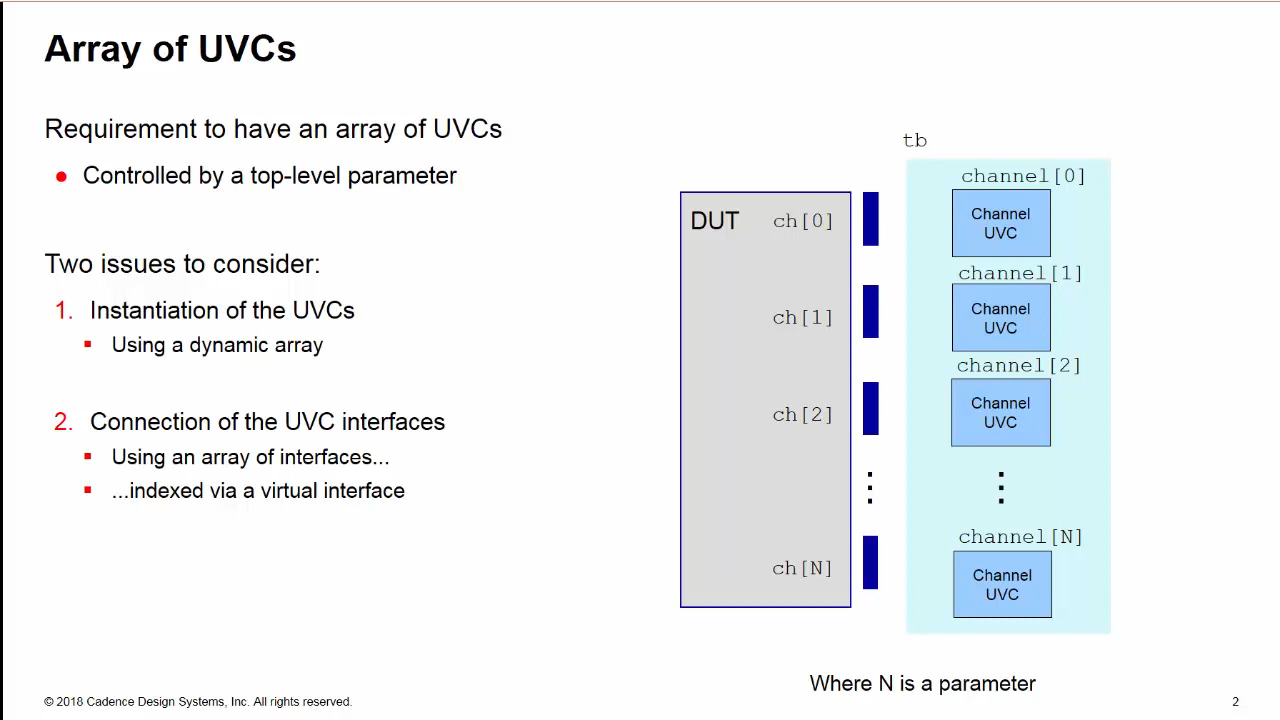 Array of UVCs
Requirement to have an array of UVCs
● Controlled by a top-level parameter
Two issues to consider:
1. Instantiation of the UVCs
▪ Using a dynamic array
2. Connection of the UVC interfaces
▪ Using an array of interfaces...
▪ ...indexed via a virtual interface
tb
DUT
ch[0]
ch[1]
ch[2]
ch[N]
channel[0]
Channel
UVC
channel[1]
Channel
UVC
channel[2]
Channel
UVC
channel[N]
Channel
UVC
Where N is a parameter
© 2018 Cadence Design Systems, Inc. All rights reserved.
2